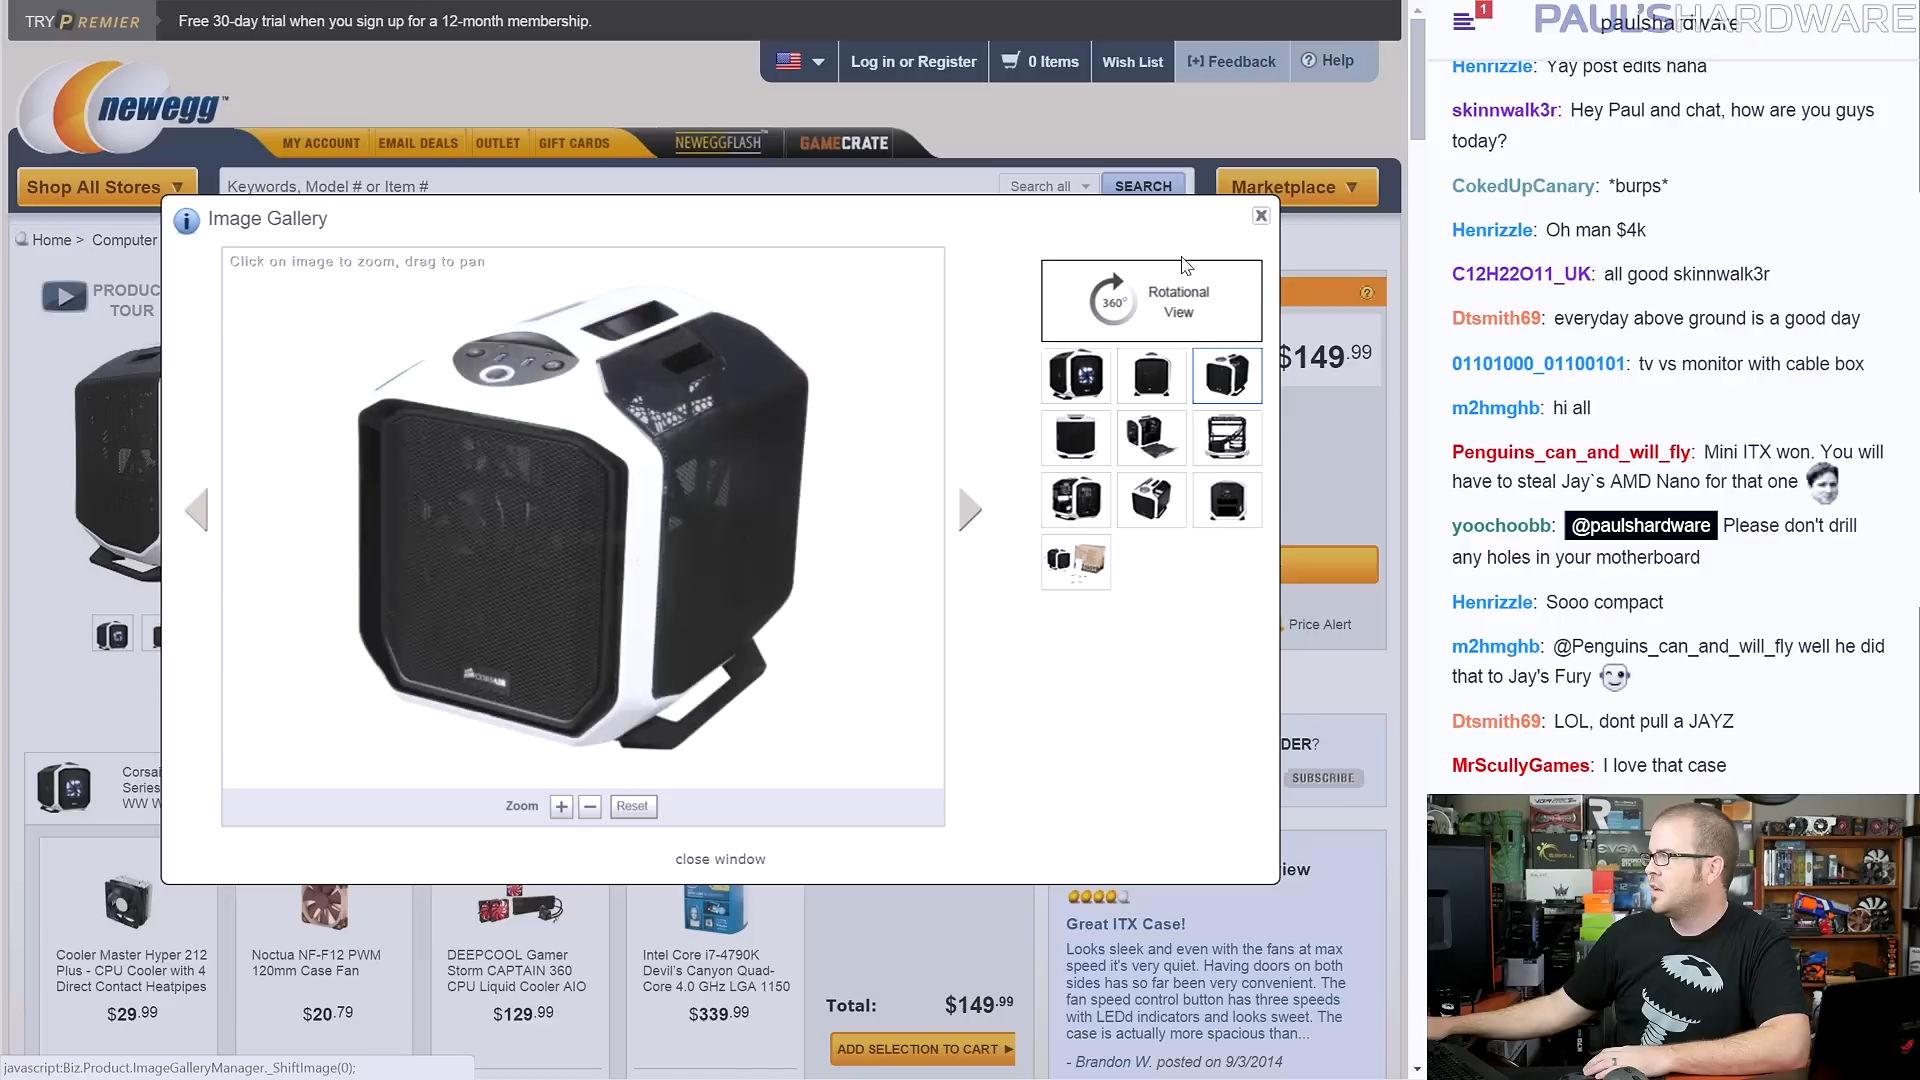 TRY PREMIER
Free 30-day trial when you sign up for a 12-month membership.
Log in or Register
0 Items
Wish List
[+] Feedback
? Help
newegg™
MY ACCOUNT
EMAIL DEALS
OUTLET
GIFT CARDS
NEWEGGFLASH
GAMECRATE
Shop All Stores
Keywords, Model # or Item #
Search all
SEARCH
Marketplace
Home > Computer
PRODUC
TOUR
Image Gallery
Click on image to zoom, drag to pan
CORSAIR
360°
Rotational
View
$149.99
Price Alert
Zoom
+
−
Reset
close window
DER?
SUBSCRIBE
iew
Corsai
Series
WW W
Cooler Master Hyper 212
Plus - CPU Cooler with 4
Direct Contact Heatpipes
$29.99
Noctua NF-F12 PWM
120mm Case Fan
$20.79
DEEPCOOL Gamer
Storm CAPTAIN 360
CPU Liquid Cooler AIO
$129.99
Intel Core i7-4790K
Devil's Canyon Quad-
Core 4.0 GHz LGA 1150
$339.99
Total: $149.99
ADD SELECTION TO CART
Great ITX Case!
Looks sleek and even with the fans at max
speed it's very quiet. Having doors on both
sides has so far been very convenient. The
fan speed control button has three speeds
with LEDd indicators and looks sweet. The
case is actually more spacious than...
- Brandon W. posted on 9/3/2014
javascript:Biz.Product.ImageGalleryManager._ShiftImage(0);
1
PAUL'SHARDWARE
paulshardware
Henrizzle: Yay post edits haha
skinnwalk3r: Hey Paul and chat, how are you guys
today?
CokedUpCanary: *burps*
Henrizzle: Oh man $4k
C12H22O11_UK: all good skinnwalk3r
Dtsmith69: everyday above ground is a good day
01101000_01100101: tv vs monitor with cable box
m2hmghb: hi all
Penguins_can_and_will_fly: Mini ITX won. You will
have to steal Jay`s AMD Nano for that one
yoochoobb: @paulshardware Please don't drill
any holes in your motherboard
Henrizzle: Sooo compact
m2hmghb: @Penguins_can_and_will_fly well he did
that to Jay's Fury
Dtsmith69: LOL, dont pull a JAYZ
MrScullyGames: I love that case